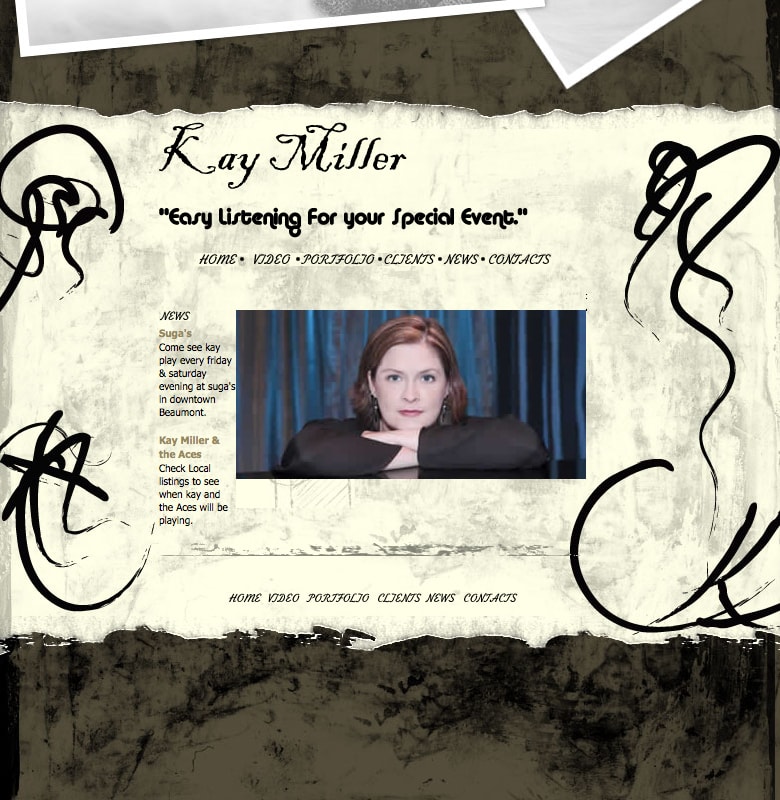 Kay Miller
"Easy Listening For your Special Event."
HOME • VIDEO • PORTFOLIO • CLIENTS • NEWS • CONTACTS
NEWS
Suga's
Come see kay
play every friday
& saturday
evening at suga's
in downtown
Beaumont.
Kay Miller &
the Aces
Check Local
listings to see
when kay and
the Aces will be
playing.
HOME VIDEO PORTFOLIO CLIENTS NEWS CONTACTS